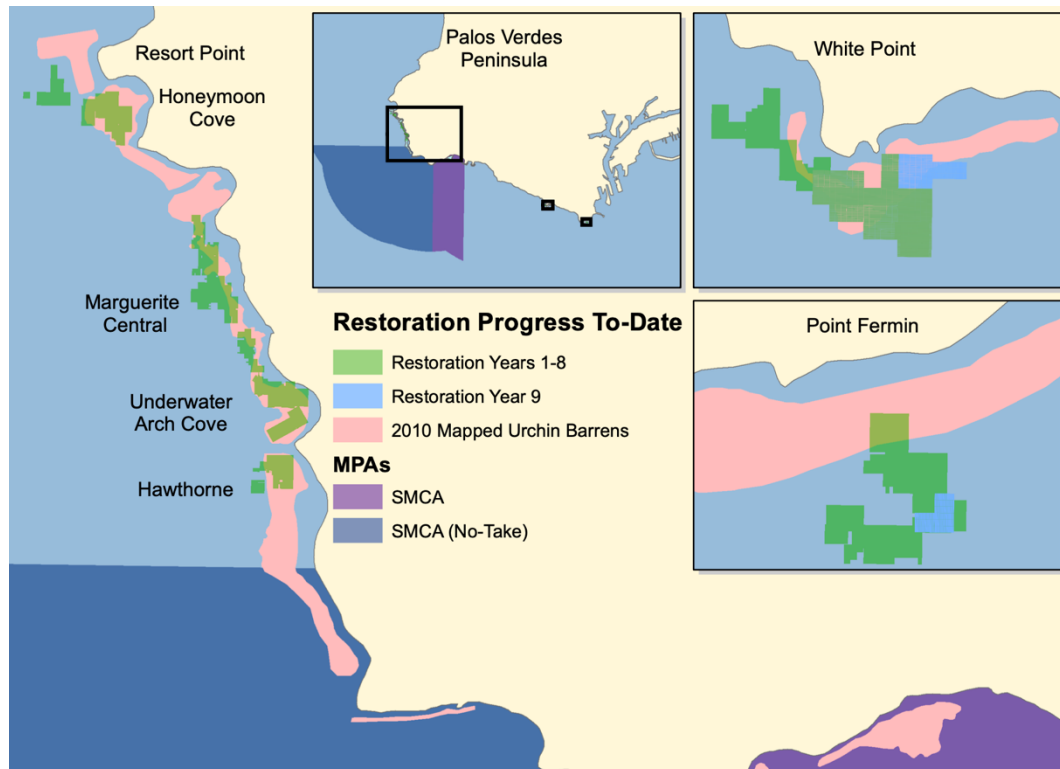 Resort Point
Honeymoon
Cove
Marguerite
Central
Underwater
Arch Cove
Hawthorne
Palos Verdes
Peninsula
White Point
Point Fermin
Restoration Progress To-Date
Restoration Years 1-8
Restoration Year 9
2010 Mapped Urchin Barrens
MPAs
SMCA
SMCA (No-Take)